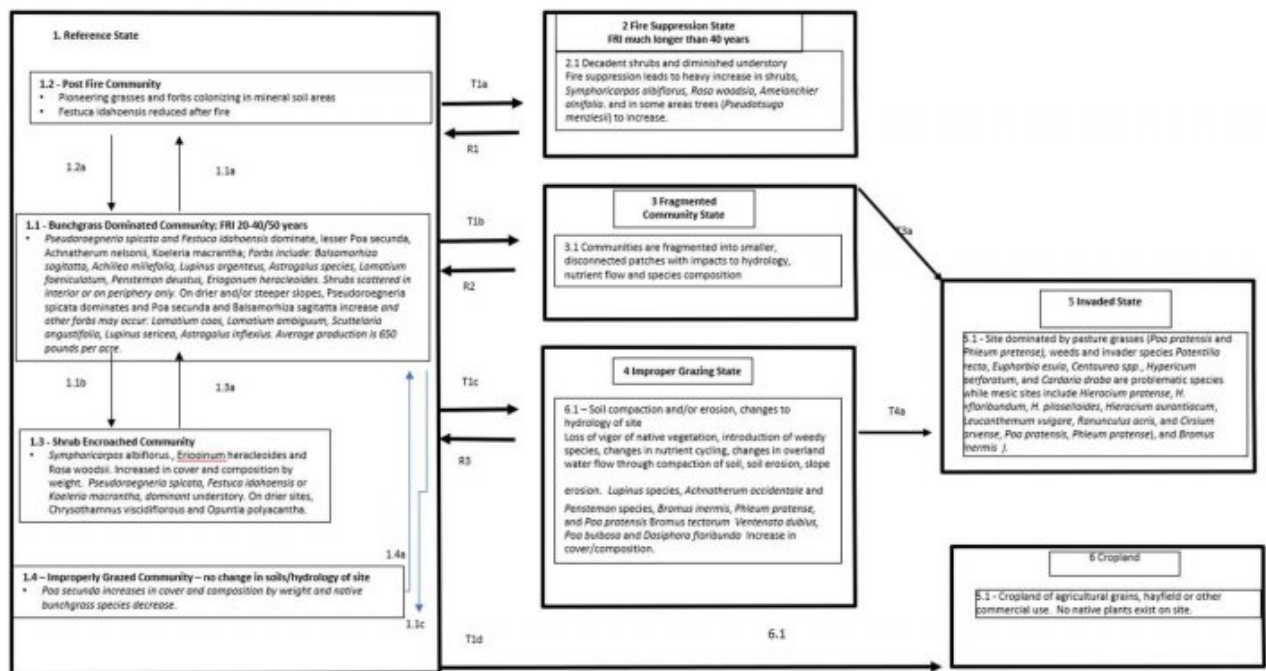 1. Reference State
1.2 - Post Fire Community
• Pioneering grasses and forbs colonizing in mineral soil areas
• Festuca idahoensis reduced after fire
1.2a
1.1a
1.1 - Bunchgrass Dominated Community: FRI 20-40/50 years
• Pseudoroegneria spicata and Festuca idahoensis dominate, lesser Poa secunda,
Achnatherum nelsonii, Koeleria macrantha; Forbs include: Balsamorhiza
sagittata, Achillea millefolia, Lupinus argenteus, Astragalus species, Lomatium
foeniculatum, Penstemon deustus, Eriogonum heracleoides. Shrubs scattered in
interior or on periphery only. On drier and/or steeper slopes, Pseudoroegneria
spicata dominates and Poa secunda and Balsamorhiza sagittata increase and
other forbs may occur: Lomatium coas, Lomatium ambiguum, Scuttelaria
angustifolia, Lupinus sericea, Astragalus inflexius. Average production is 650
pounds per acre.
1.1b
1.3a
1.3 - Shrub Encroached Community
• Symphoricarpos albiflorus., Eriooinum heracleoides and
Rosa woodsii. Increased in cover and composition by
weight. Pseudoroegneria spicata, Festuca idahoensis or
Koeleria macrantha, dominant understory. On drier sites,
Chrysothamnus viscidiflorous and Opuntia polyacantha.
1.4a
1.4 – Improperly Grazed Community – no change in soils/hydrology of site
• Poa secunda increases in cover and composition by weight and native
bunchgrass species decrease.
1.1c
T1a
R1
T1b
R2
T1c
R3
T1d
2 Fire Suppression State
FRI much longer than 40 years
2.1 Decadent shrubs and diminished understory
Fire suppression leads to heavy increase in shrubs,
Symphoricarpos albiflorus, Rosa woodsia, Amelanchier
alnifolia. and in some areas trees (Pseudotsuga
menziesii) to increase.
3 Fragmented
Community State
3.1 Communities are fragmented into smaller,
disconnected patches with impacts to hydrology,
nutrient flow and species composition
T3a
4 Improper Grazing State
6.1 – Soil compaction and/or erosion, changes to
hydrology of site
Loss of vigor of native vegetation, introduction of weedy
species, changes in nutrient cycling, changes in overland
water flow through compaction of soil, soil erosion, slope
erosion. Lupinus species, Achnatherum occidentale and
Penstemon species, Bromus inermis, Phleum pratense,
and Poa pratensis Bromus tectorum Ventenata dubius,
Poa bulbosa and Dasiphora floribunda Increase in
cover/composition.
T4a
5 Invaded State
5.1 - Site dominated by pasture grasses (Poa pratensis and
Phleum pretense), weeds and invader species Potentilla
recta, Euphorbia esula, Centaurea spp., Hypericum
perforatum, and Cardaria draba are problematic species
while mesic sites include Hieracium pratense, H.
×floribundum, H. piloselloides, Hieracium aurantiacum,
Leucanthemum vulgare, Ranunculus acris, and Cirsium
arvense, Poa pratensis, Phleum pratense), and Bromus
inermis ).
6 Cropland
5.1 - Cropland of agricultural grains, hayfield or other
commercial use. No native plants exist on site.
6.1